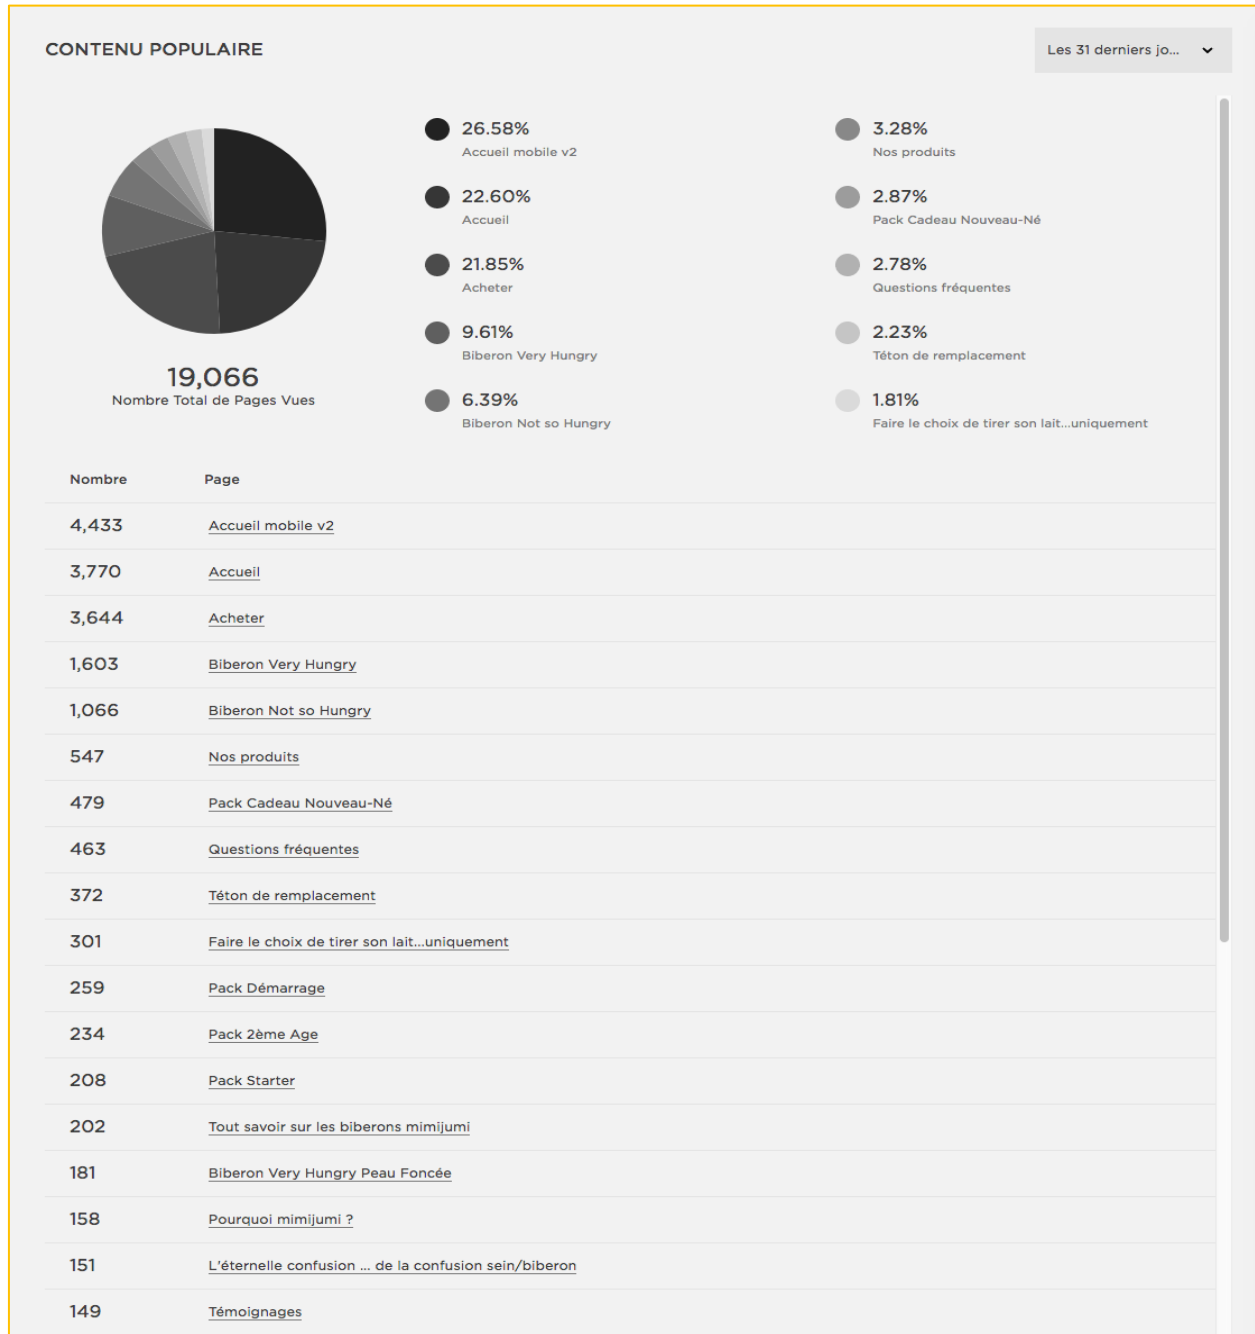 CONTENU POPULAIRE
Les 31 derniers jo...
26.58%
Accueil mobile v2
22.60%
Accueil
21.85%
Acheter
9.61%
Biberon Very Hungry
6.39%
Biberon Not so Hungry
3.28%
Nos produits
2.87%
Pack Cadeau Nouveau-Né
2.78%
Questions fréquentes
2.23%
Téton de remplacement
1.81%
Faire le choix de tirer son lait...uniquement
19,066
Nombre Total de Pages Vues
Nombre Page
4,433 Accueil mobile v2
3,770 Accueil
3,644 Acheter
1,603 Biberon Very Hungry
1,066 Biberon Not so Hungry
547 Nos produits
479 Pack Cadeau Nouveau-Né
463 Questions fréquentes
372 Téton de remplacement
301 Faire le choix de tirer son lait...uniquement
259 Pack Démarrage
234 Pack 2ème Age
208 Pack Starter
202 Tout savoir sur les biberons mimijumi
181 Biberon Very Hungry Peau Foncée
158 Pourquoi mimijumi ?
151 L'éternelle confusion ... de la confusion sein/biberon
149 Témoignages